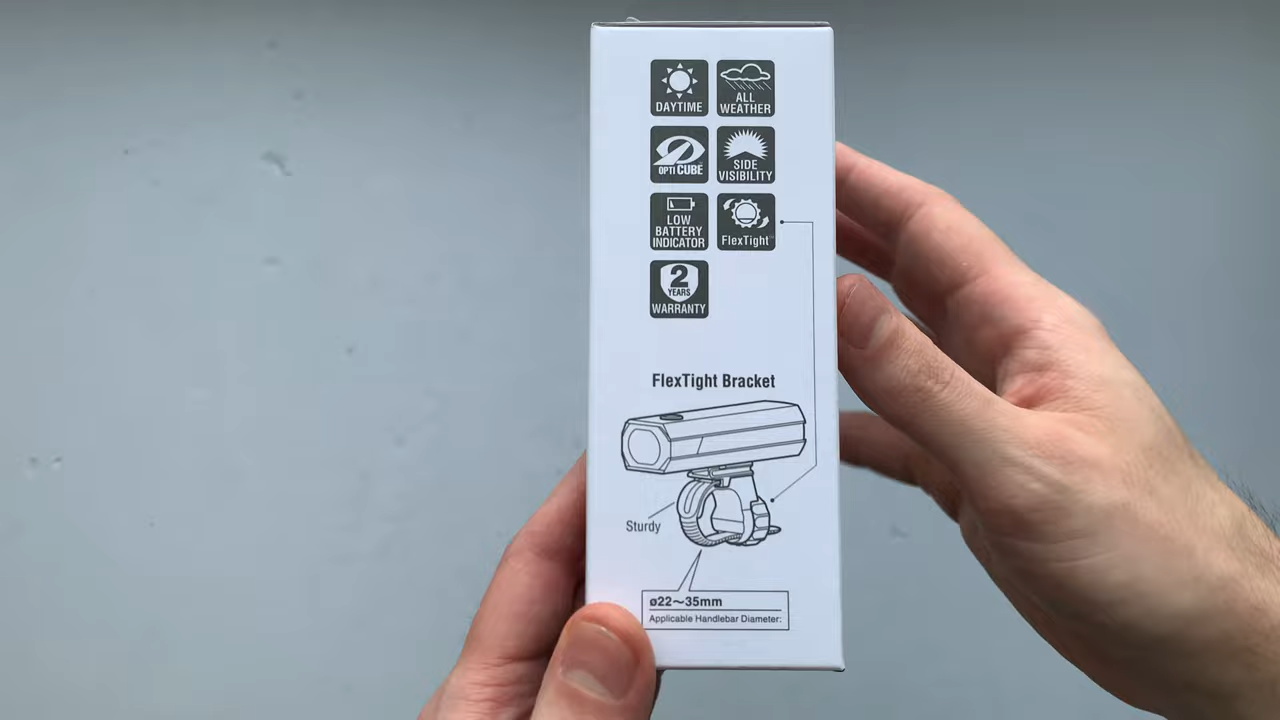 DAYTIME
ALL
WEATHER
OPTI CUBE
SIDE
VISIBILITY
LOW
BATTERY
INDICATOR
FlexTight™
2
YEARS
WARRANTY
FlexTight Bracket
Sturdy
ø22～35mm
Applicable Handlebar Diameter: